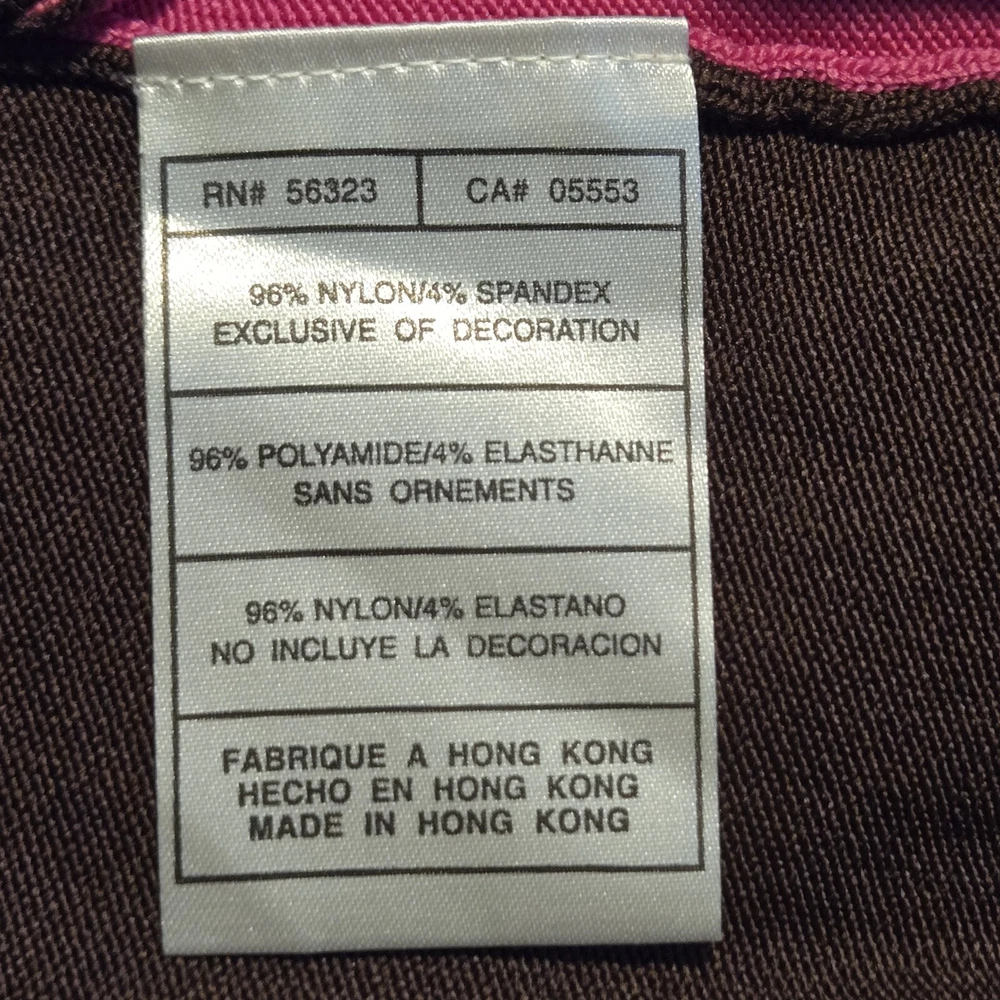 RN# 56323 CA# 05553
96% NYLON/4% SPANDEX
EXCLUSIVE OF DECORATION
96% POLYAMIDE/4% ELASTHANNE
SANS ORNEMENTS
96% NYLON/4% ELASTANO
NO INCLUYE LA DECORACION
FABRIQUE A HONG KONG
HECHO EN HONG KONG
MADE IN HONG KONG